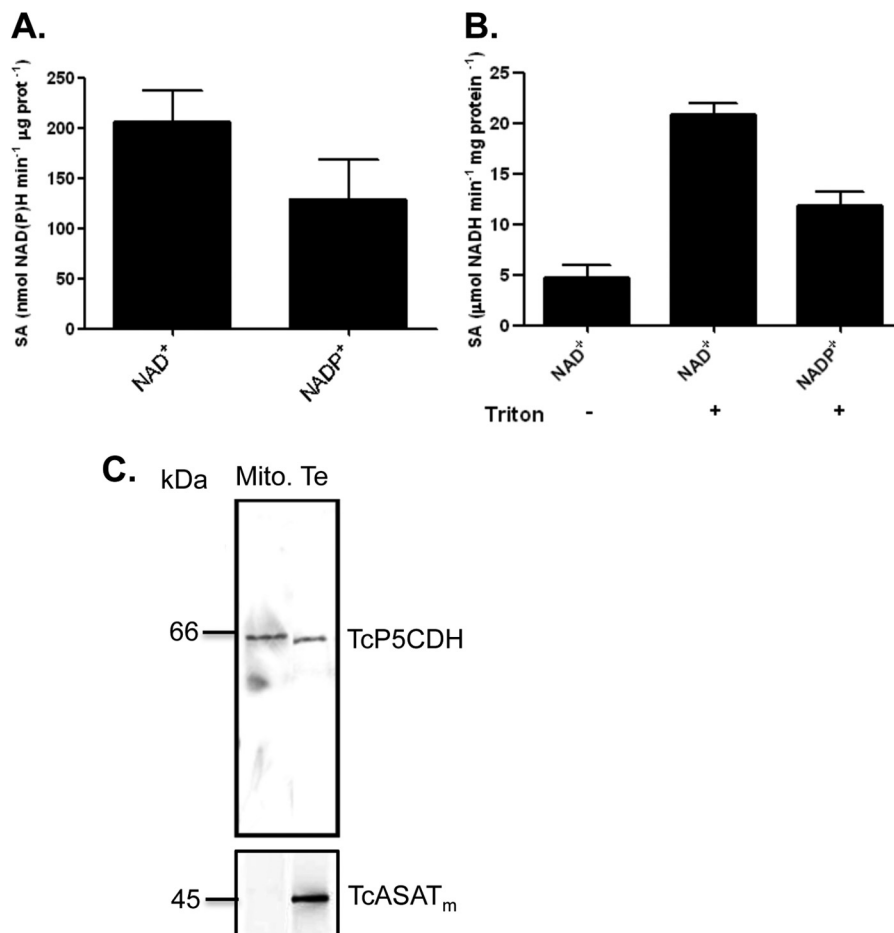 A.
SA (nmol NAD(P)H min⁻¹ µg prot⁻¹)
250
200
150
100
50
0
NAD⁺
NADP⁺
B.
SA (µmol NADH min⁻¹ mg protein⁻¹)
25
20
15
10
5
0
NAD⁺
NAD⁺
NADP⁺
Triton - + +
C.
kDa Mito. Te
66 TcP5CDH
45 TcASATₘ